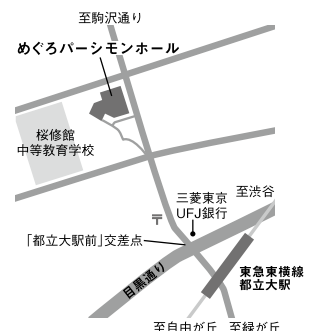 至駒沢通り
めぐろパーシモンホール
桜修館
中等教育学校
三菱東京
UFJ銀行
至渋谷
〒
「都立大駅前」交差点
目黒通り
東急東横線
都立大駅
至自由が丘
至緑が丘